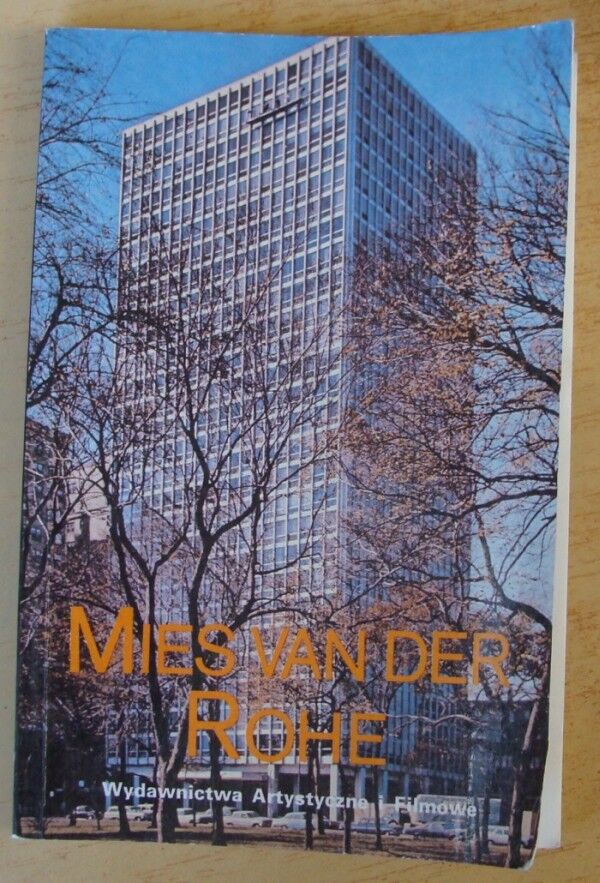 MIES VAN DER
ROHE
Wydawnictwa Artystyczne i Filmowe